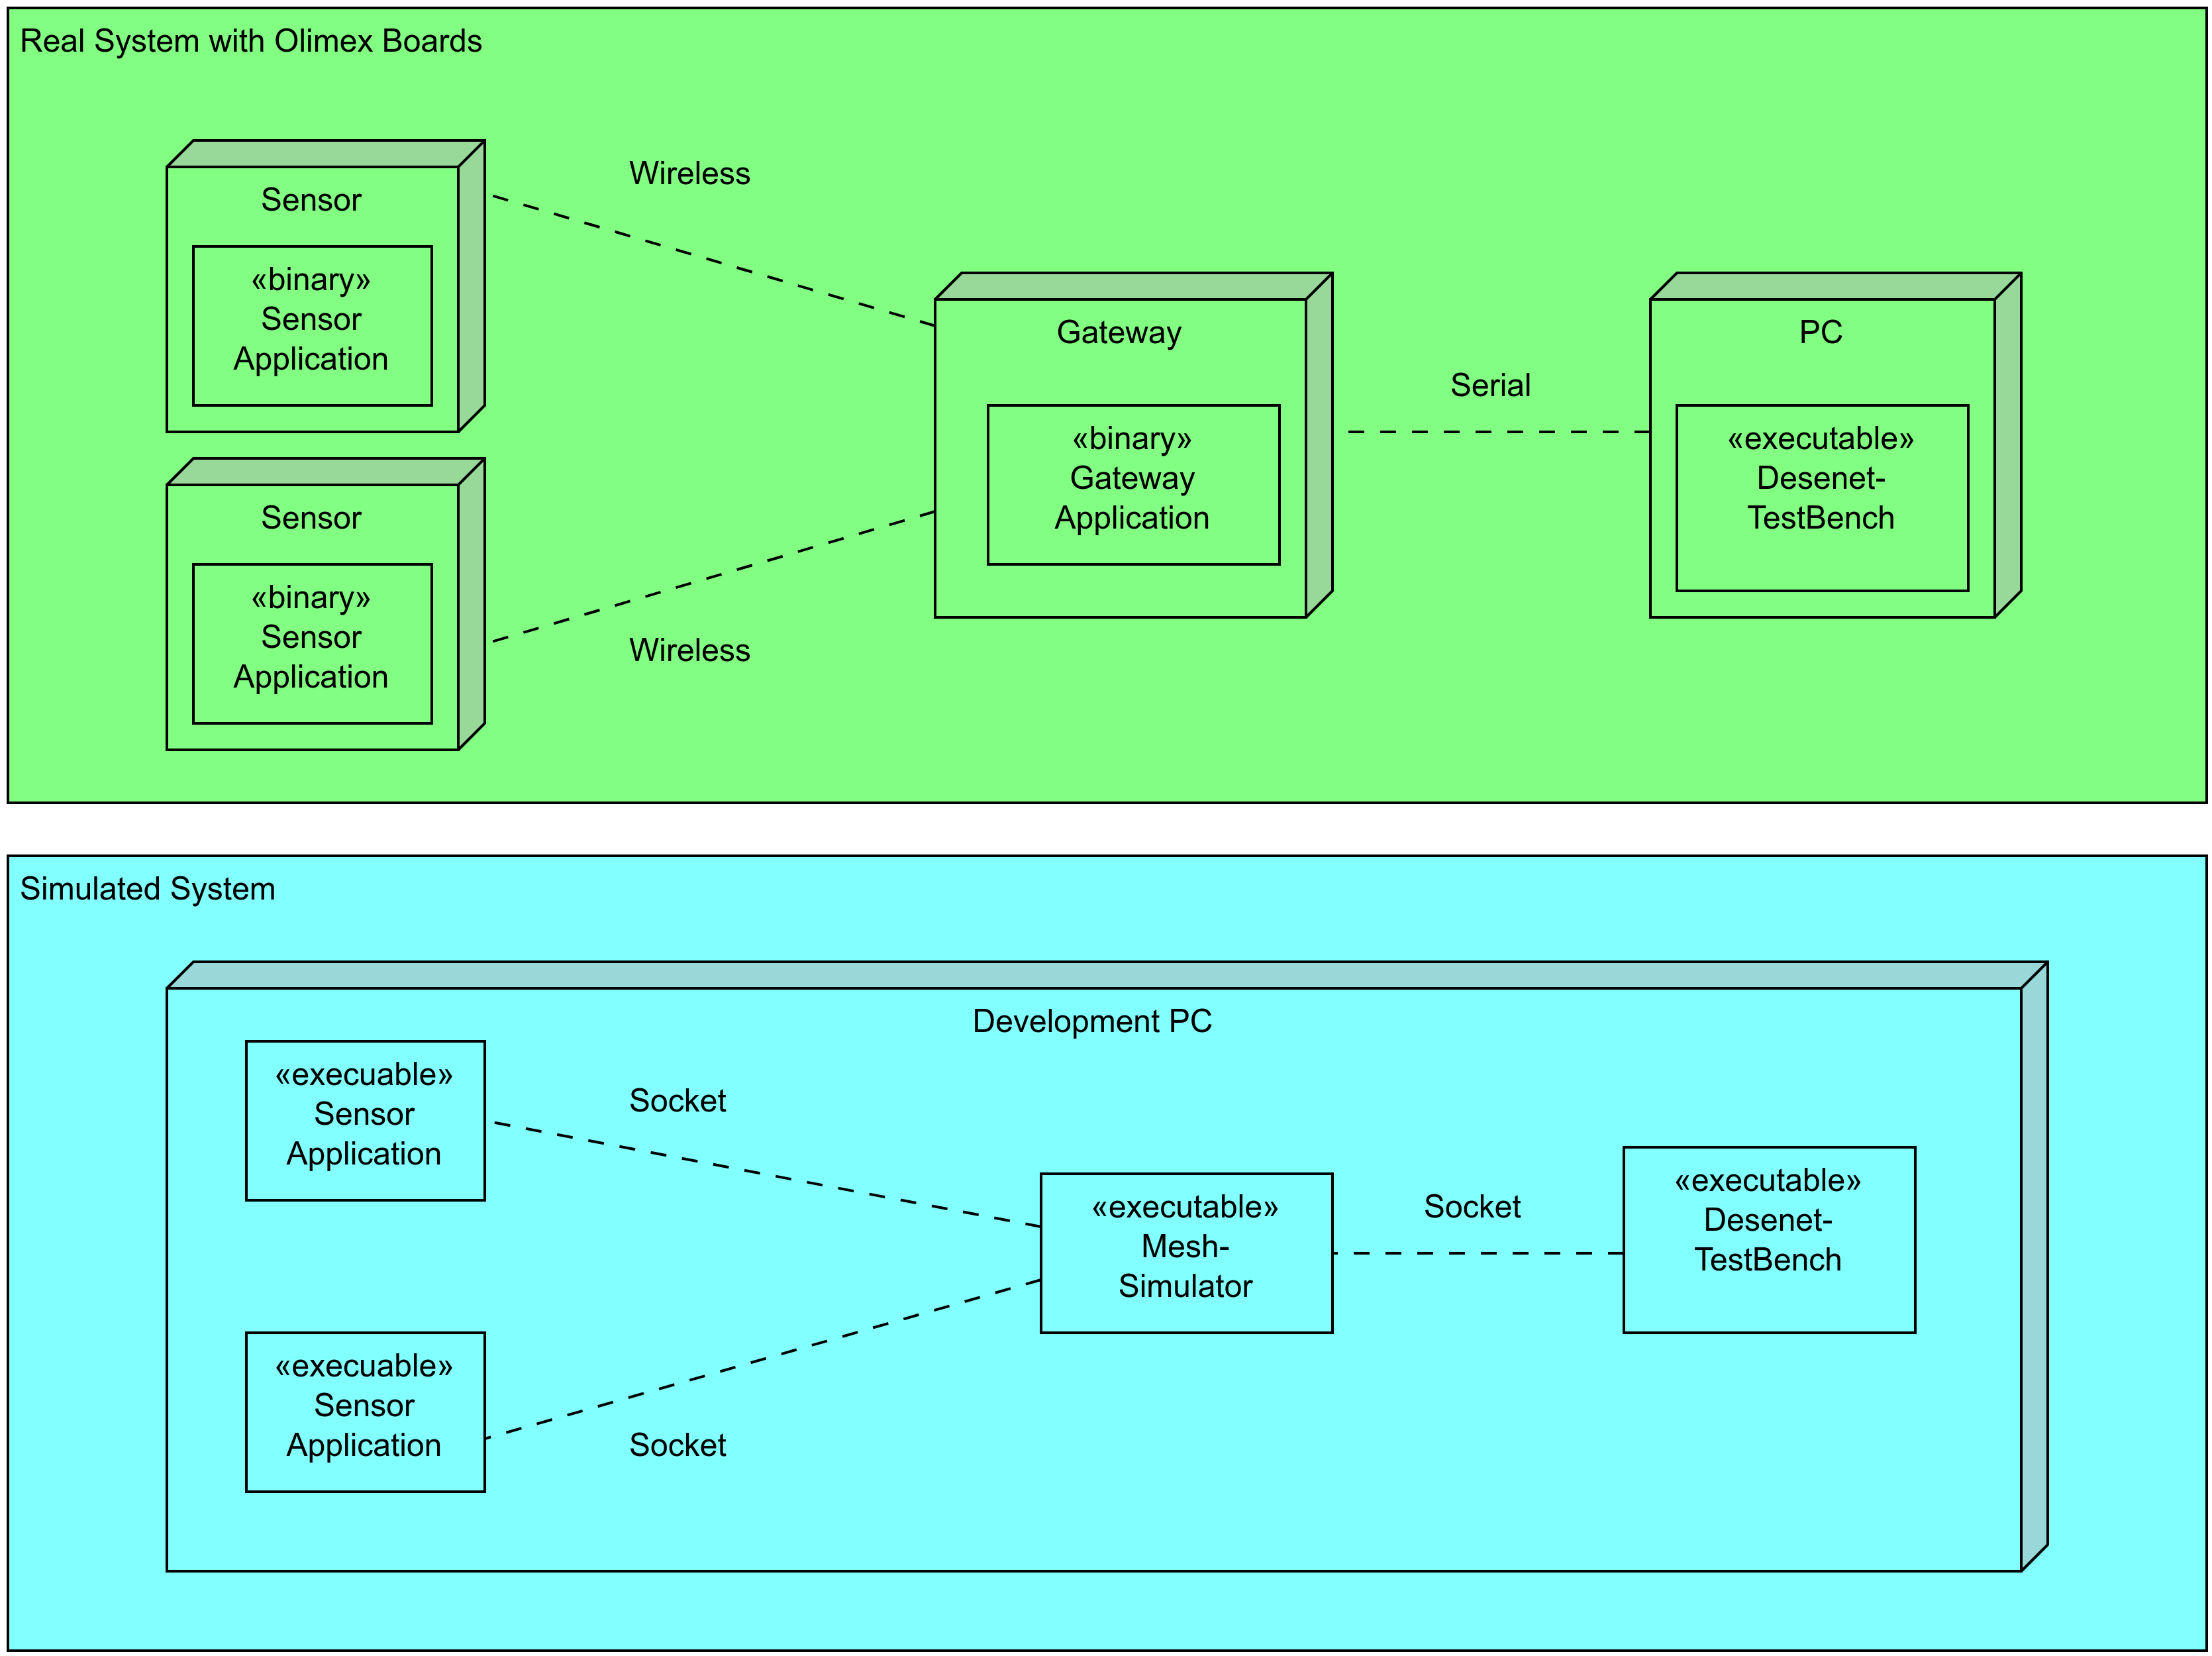 Real System with Olimex Boards
Wireless
Sensor
«binary»
Sensor
Application
Gateway
«binary»
Gateway
Application
Serial
PC
«executable»
Desenet-
TestBench
Sensor
«binary»
Sensor
Application
Wireless
Simulated System
Development PC
«execuable»
Sensor
Application
Socket
«executable»
Mesh-
Simulator
Socket
«executable»
Desenet-
TestBench
«execuable»
Sensor
Application
Socket